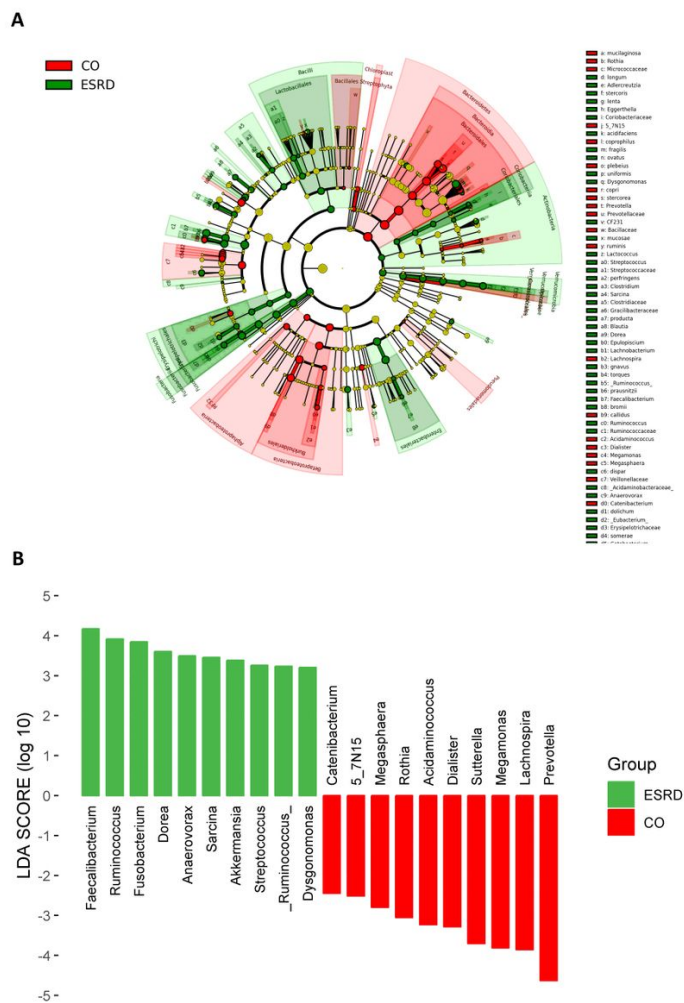 A
CO
ESRD
Bacilli
Lactobacillales
Bacillales
Streptophyta
Chloroplast
Bacteroidetes
Bacteroidia
Bacteroidales
Actinobacteria
Enterobacteriales
Betaproteobacteria
Burkholderiales
Alphaproteobacteria
a: mucilaginosa
b: Rothia
c: Micrococcaceae
d: longum
e: Adlercreutzia
f: stercoris
g: lenta
h: Eggerthella
i: Coriobacteriaceae
j: 5_7N15
k: acidifaciens
l: coprophilus
m: fragilis
n: ovatus
o: plebeius
p: uniformis
q: Dysgonomonas
r: copri
s: stercorea
t: Prevotella
u: Prevotellaceae
v: CF231
w: Bacillaceae
x: mucosae
y: ruminis
z: Lactococcus
a0: Streptococcus
a1: Streptococcaceae
a2: perfringens
a3: Clostridium
a4: Sarcina
a5: Clostridiaceae
a6: Gracilibacteraceae
a7: producta
a8: Blautia
a9: Dorea
b0: Epulopiscium
b1: Lachnobacterium
b2: Lachnospira
b3: gnavus
b4: torques
b5: _Ruminococcus_
b6: prausnitzii
b7: Faecalibacterium
b8: bromii
b9: callidus
c0: Ruminococcus
c1: Ruminococcaceae
c2: Acidaminococcus
c3: Dialister
c4: Megamonas
c5: Megasphaera
c6: dispar
c7: Veillonellaceae
c8: _Acidaminobacteraceae_
c9: Anaerovorax
d0: Catenibacterium
d1: dolichum
d2: _Eubacterium_
d3: Erysipelotrichaceae
d4: somerae
B
LDA SCORE (log 10)
5
4
3
2
1
0
-1
-2
-3
-4
-5
Faecalibacterium
Ruminococcus
Fusobacterium
Dorea
Anaerovorax
Sarcina
Akkermansia
Streptococcus
_Ruminococcus_
Dysgonomonas
Catenibacterium
5_7N15
Megasphaera
Rothia
Acidaminococcus
Dialister
Sutterella
Megamonas
Lachnospira
Prevotella
Group
ESRD
CO